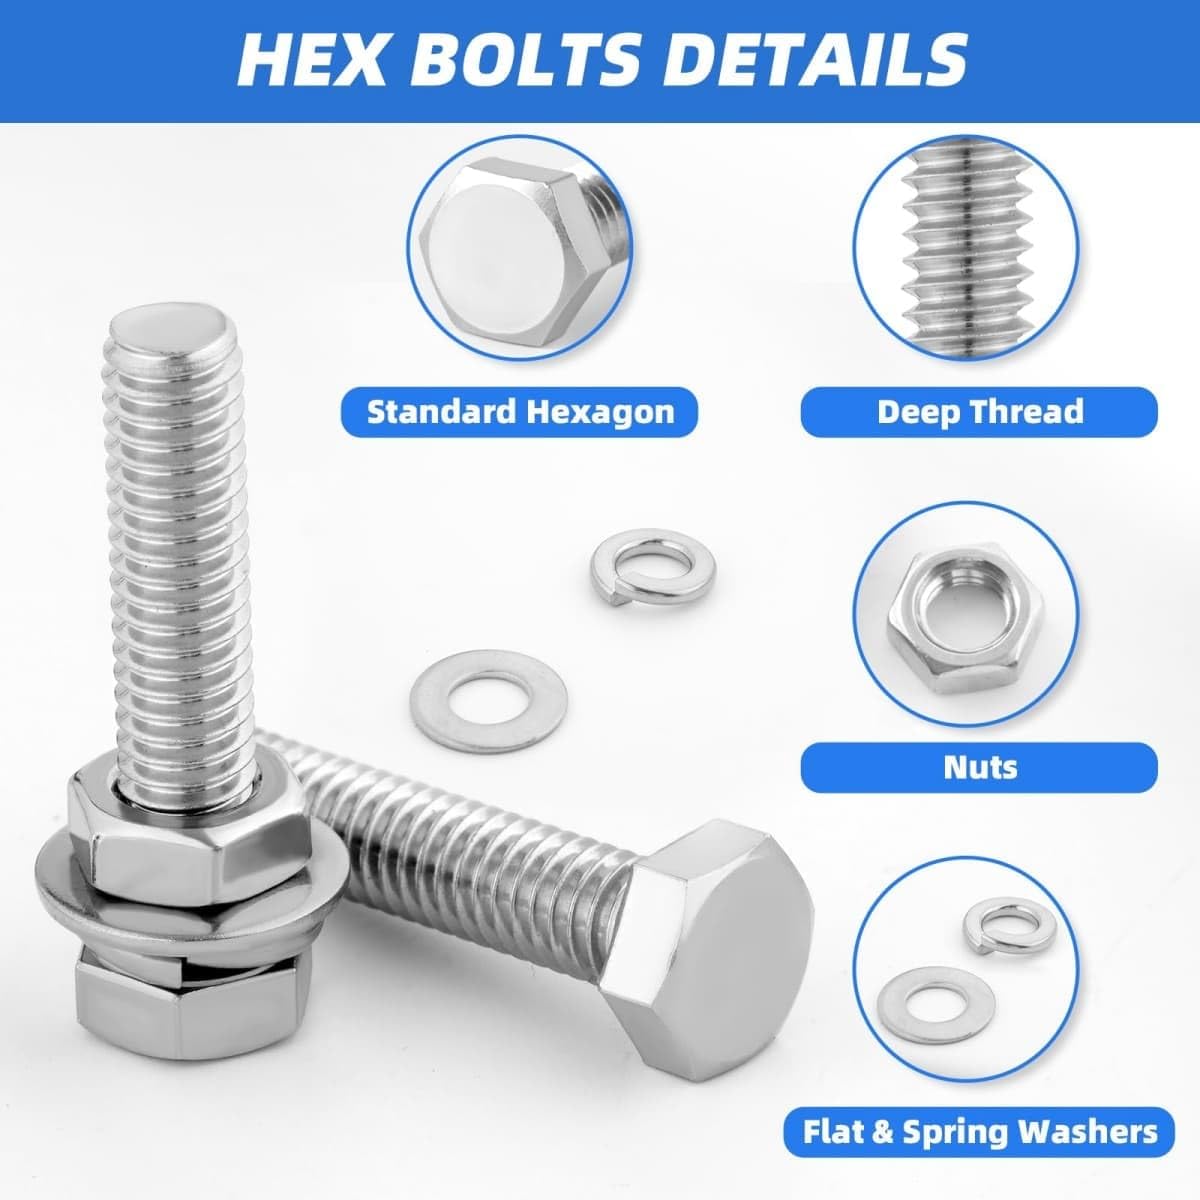 HEX BOLTS DETAILS
Standard Hexagon
Deep Thread
Nuts
Flat & Spring Washers